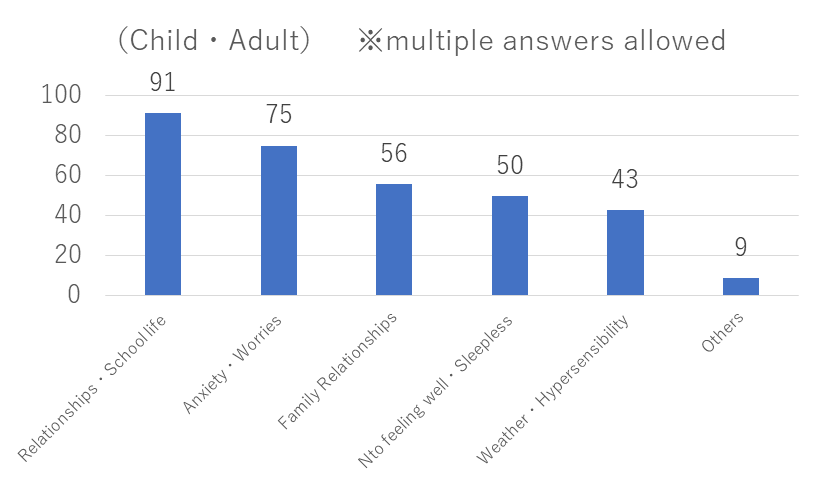 (Child・Adult) ※multiple answers allowed
100
80
60
40
20
0
91
75
56
50
43
9
Relationships・School life
Anxiety・Worries
Family Relationships
Nto feeling well・Sleepless
Weather・Hypersensibility
Others